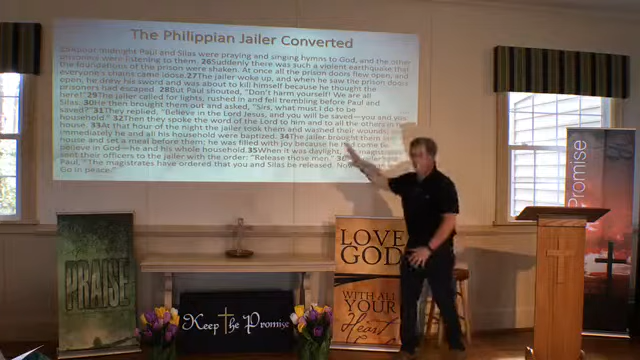 The Philippian Jailer Converted
midnight Paul and Silas were praying and singing hymns to God, and the other
prisoners were listening to them. 26Suddenly there was such a violent earthquake that
the foundations of the prison were shaken. At once all the prison doors flew open, and
everyone's chains came loose. 27The jailer woke up, and when he saw the prison doors
open, he drew his sword and was about to kill himself because he thought the
prisoners had escaped. 28But Paul shouted, "Don't harm yourself! We are all
here!" 29The jailer called for lights, rushed in and fell trembling before Paul and
Silas. 30He then brought them out and asked, "Sirs, what must I do to be
saved?" 31They replied, "Believe in the Lord Jesus, and you will be saved—you and your
household." 32Then they spoke the word of the Lord to him and to all the others in
33At that hour of the night the jailer took them and washed their wounds;
immediately he and all his household were baptized. 34The jailer brought them
house and set a meal before them; he was filled with joy because he had come to
believe in God—he and his whole household. 35When it was daylight, magistrates
sent their officers to the jailer with the order: "Release those men." 36
Paul, "The magistrates have ordered that you and Silas be released. Now
Go in peace."
PRAISE
Keep the Promise
LOVE
GOD
WITH ALL
YOUR
Heart
Promise